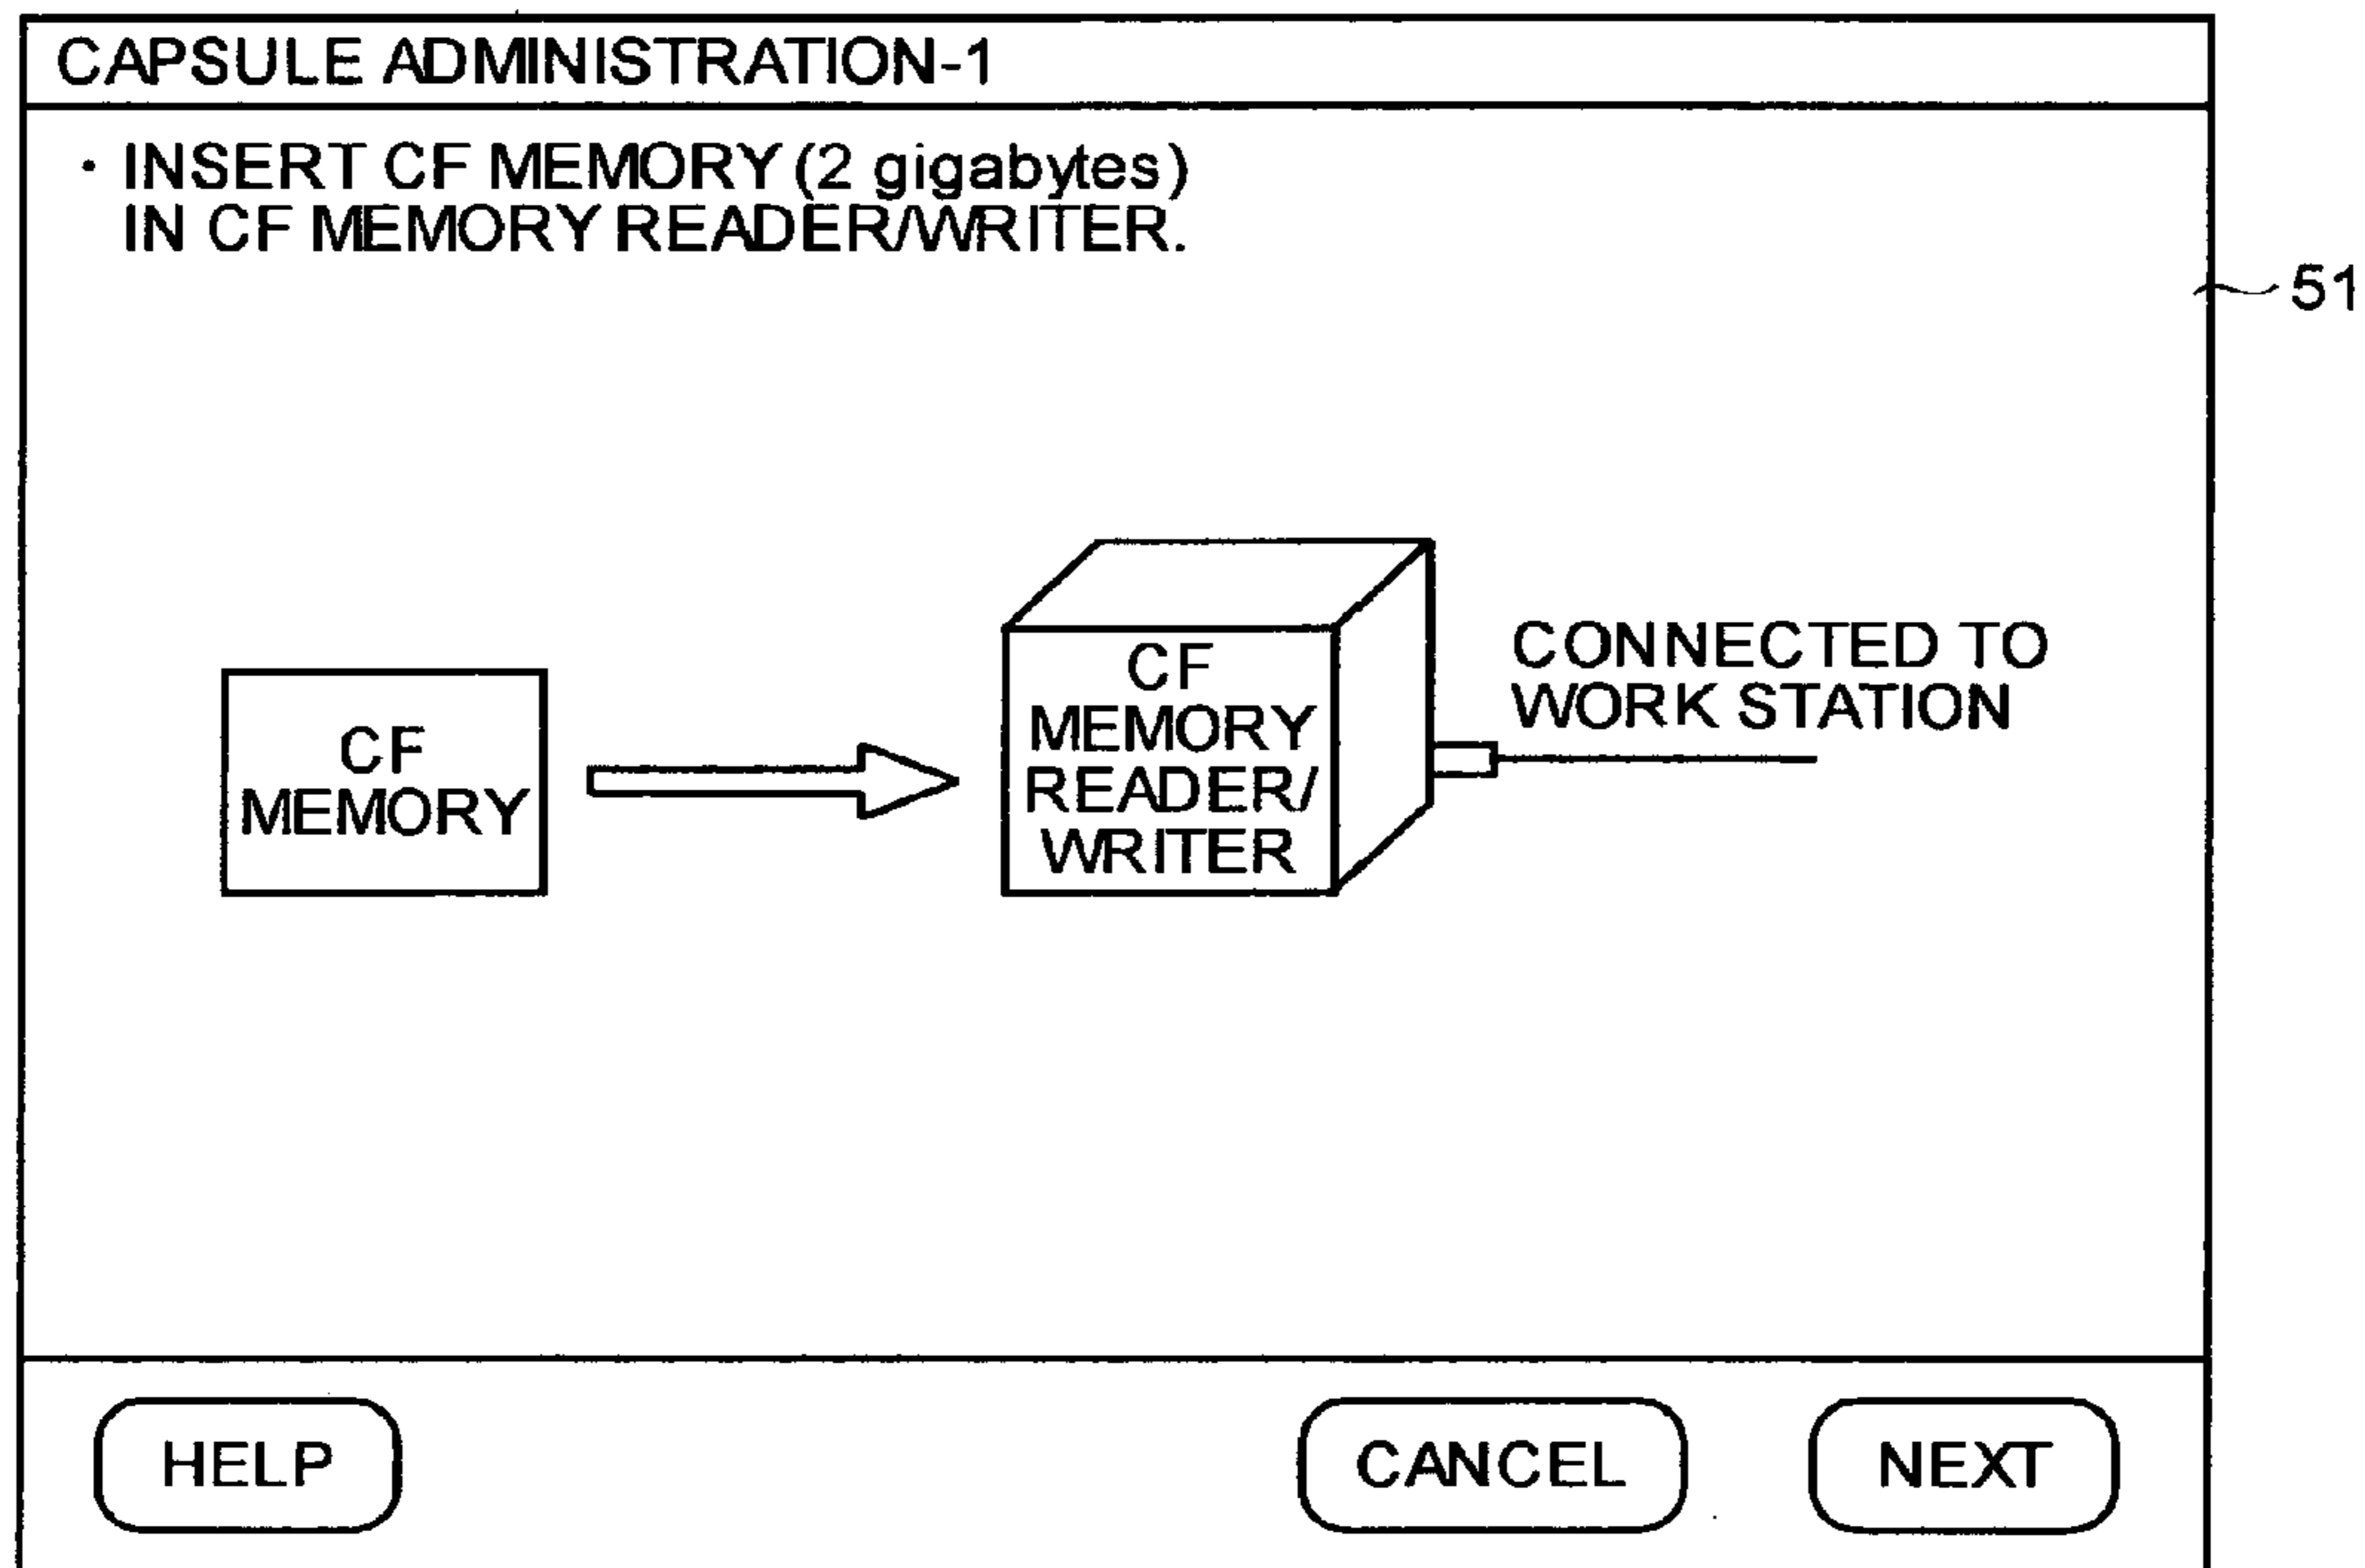 CAPSULE ADMINISTRATION-1
· INSERT CF MEMORY (2 gigabytes)
IN CF MEMORY READER/WRITER.
51
CONNECTED TO
WORK STATION
CF
MEMORY
CF
MEMORY
READER/
WRITER
HELP
CANCEL
NEXT